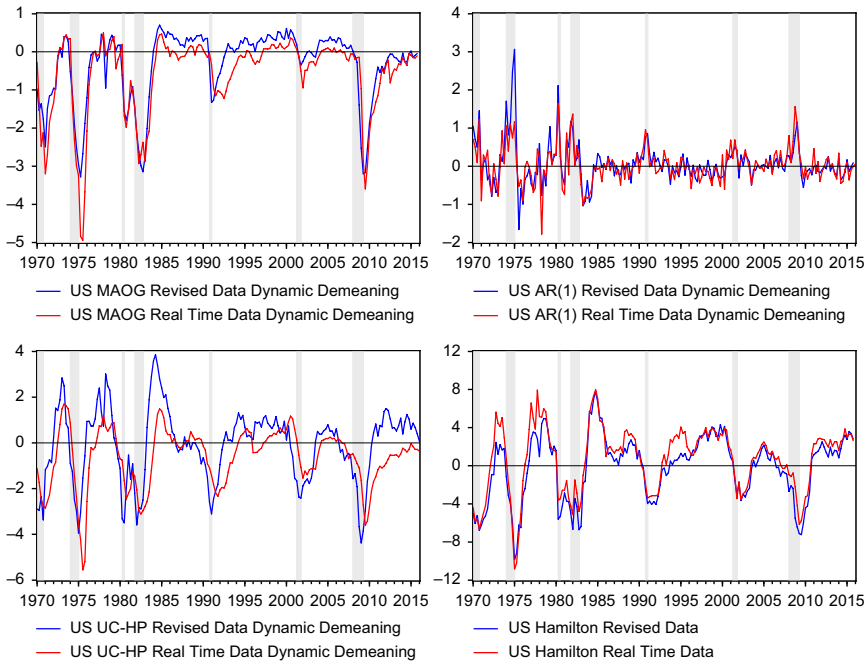 1
0
–1
–2
–3
–4
–5
1970 1975 1980 1985 1990 1995 2000 2005 2010 2015
US MAOG Revised Data Dynamic Demeaning
US MAOG Real Time Data Dynamic Demeaning
4
3
2
1
0
–1
–2
1970 1975 1980 1985 1990 1995 2000 2005 2010 2015
US AR(1) Revised Data Dynamic Demeaning
US AR(1) Real Time Data Dynamic Demeaning
4
2
0
–2
–4
–6
1970 1975 1980 1985 1990 1995 2000 2005 2010 2015
US UC-HP Revised Data Dynamic Demeaning
US UC-HP Real Time Data Dynamic Demeaning
12
8
4
0
–4
–8
–12
1970 1975 1980 1985 1990 1995 2000 2005 2010 2015
US Hamilton Revised Data
US Hamilton Real Time Data